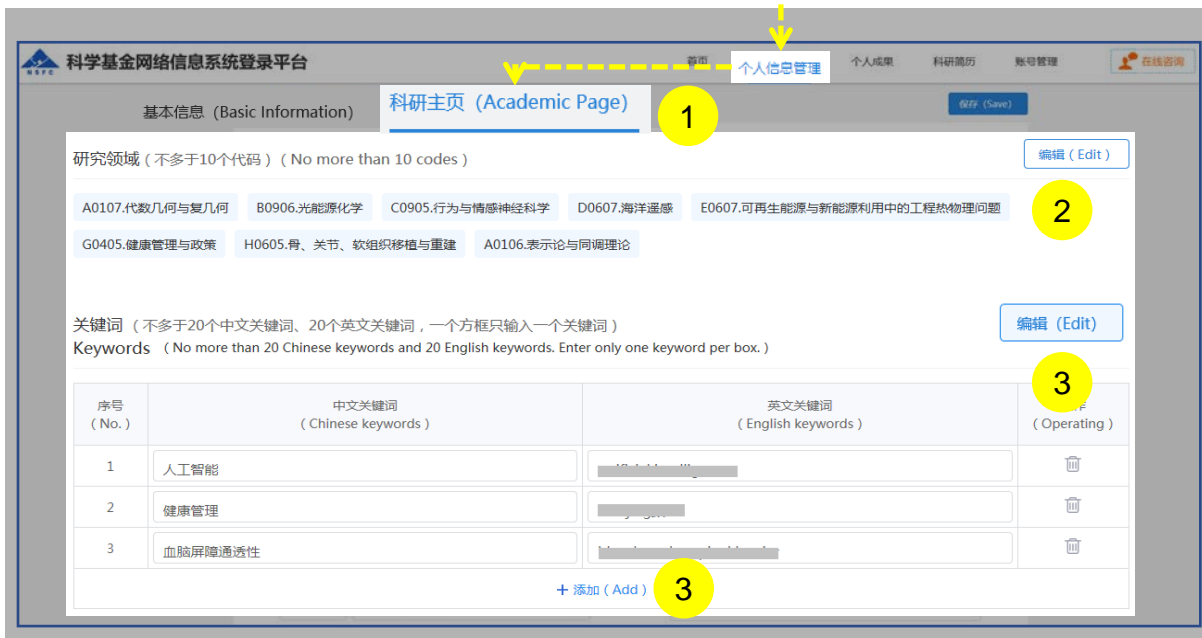 NSFC 科学基金网络信息系统登录平台 首页 个人信息管理 个人成果 科研简历 账号管理 在线咨询
基本信息（Basic Information） 科研主页（Academic Page） 1 保存（Save）
研究领域（不多于10个代码）（No more than 10 codes） 编辑（Edit）
A0107.代数几何与复几何 B0906.光能源化学 C0905.行为与情感神经科学 D0607.海洋遥感 E0607.可再生能源与新能源利用中的工程热物理问题 2
G0405.健康管理与政策 H0605.骨、关节、软组织移植与重建 A0106.表示论与同调理论
关键词（不多于20个中文关键词、20个英文关键词，一个方框只输入一个关键词） 编辑（Edit）
Keywords （No more than 20 Chinese keywords and 20 English keywords. Enter only one keyword per box.）
3
序号 中文关键词 英文关键词
（No.） （Chinese keywords） （English keywords） （Operating）
1 人工智能
2 健康管理
3 血脑屏障通透性
+ 添加（Add） 3